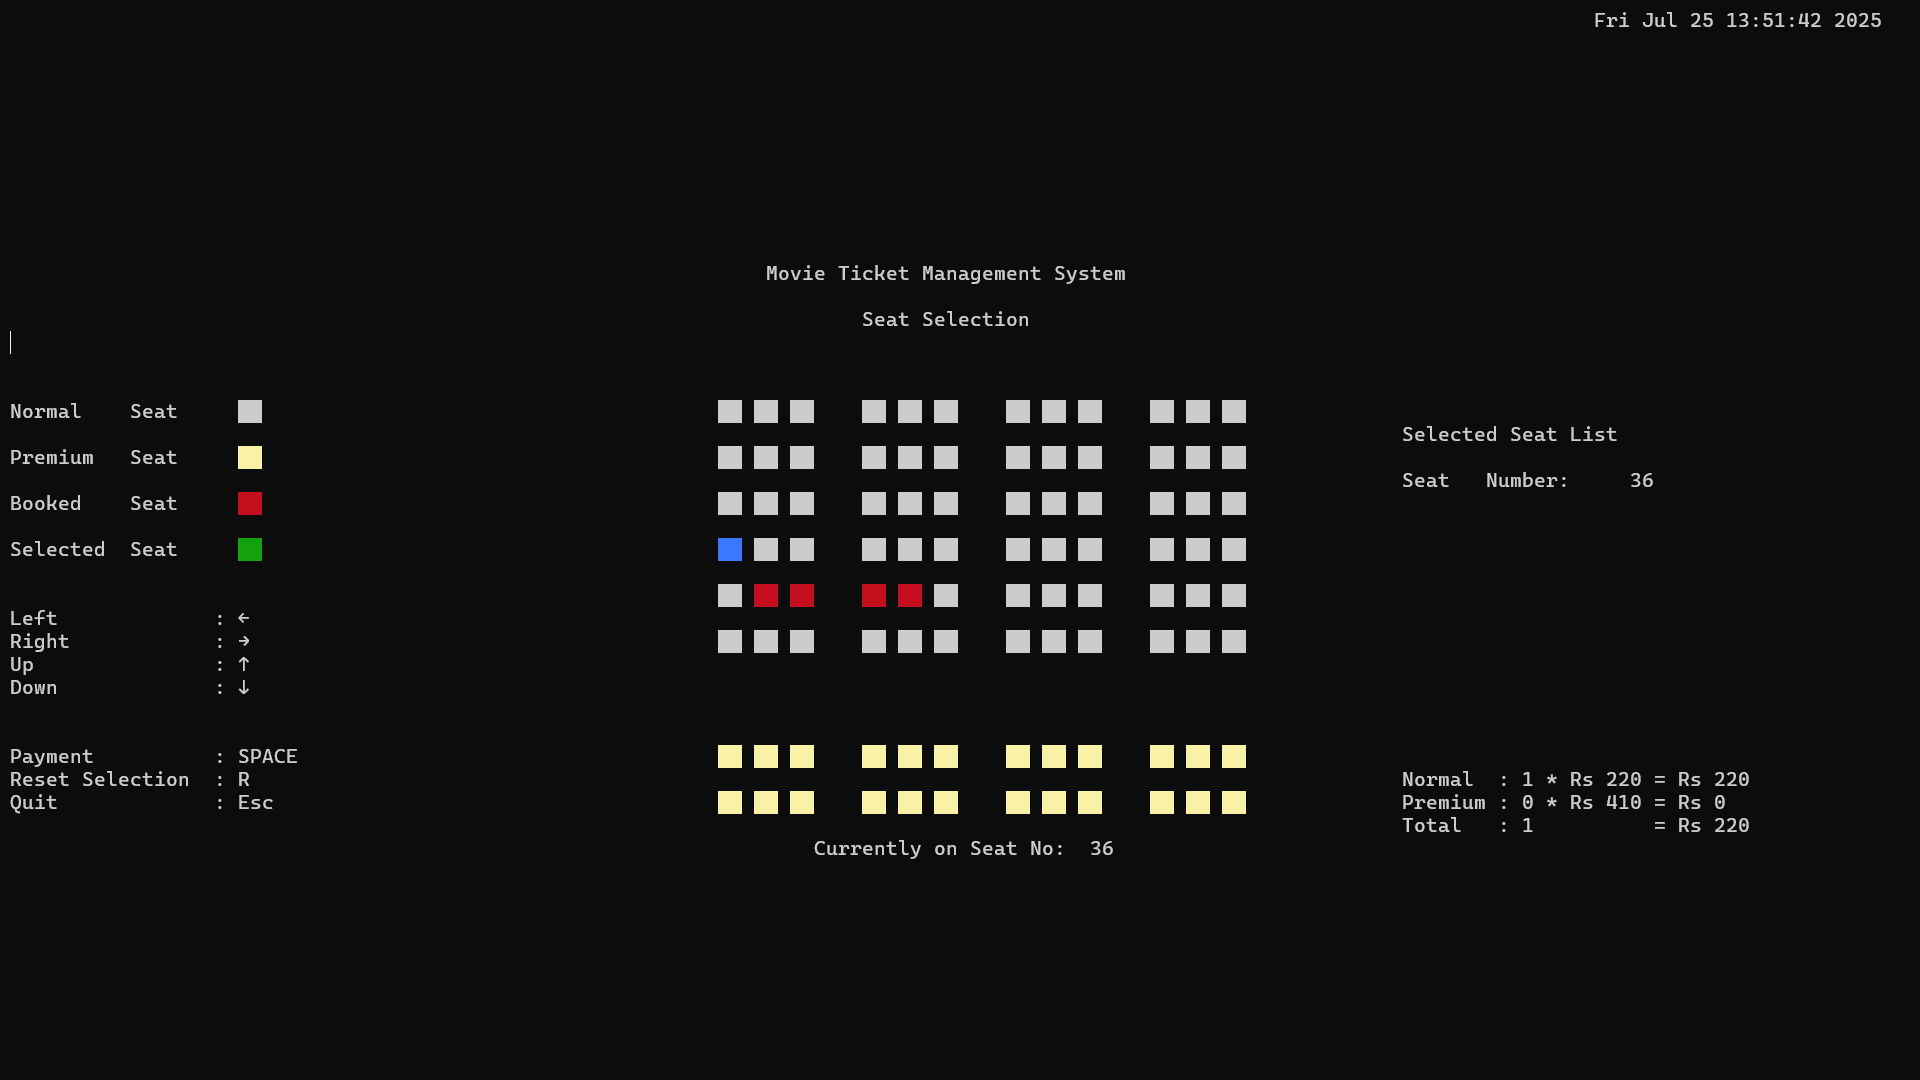 Fri Jul 25 13:51:42 2025
Movie Ticket Management System
Seat Selection
Normal Seat
Premium Seat
Booked Seat
Selected Seat
Left : ←
Right : →
Up : ↑
Down : ↓
Payment : SPACE
Reset Selection : R
Quit : Esc
Currently on Seat No: 36
Selected Seat List
Seat Number: 36
Normal : 1 * Rs 220 = Rs 220
Premium : 0 * Rs 410 = Rs 0
Total : 1 = Rs 220